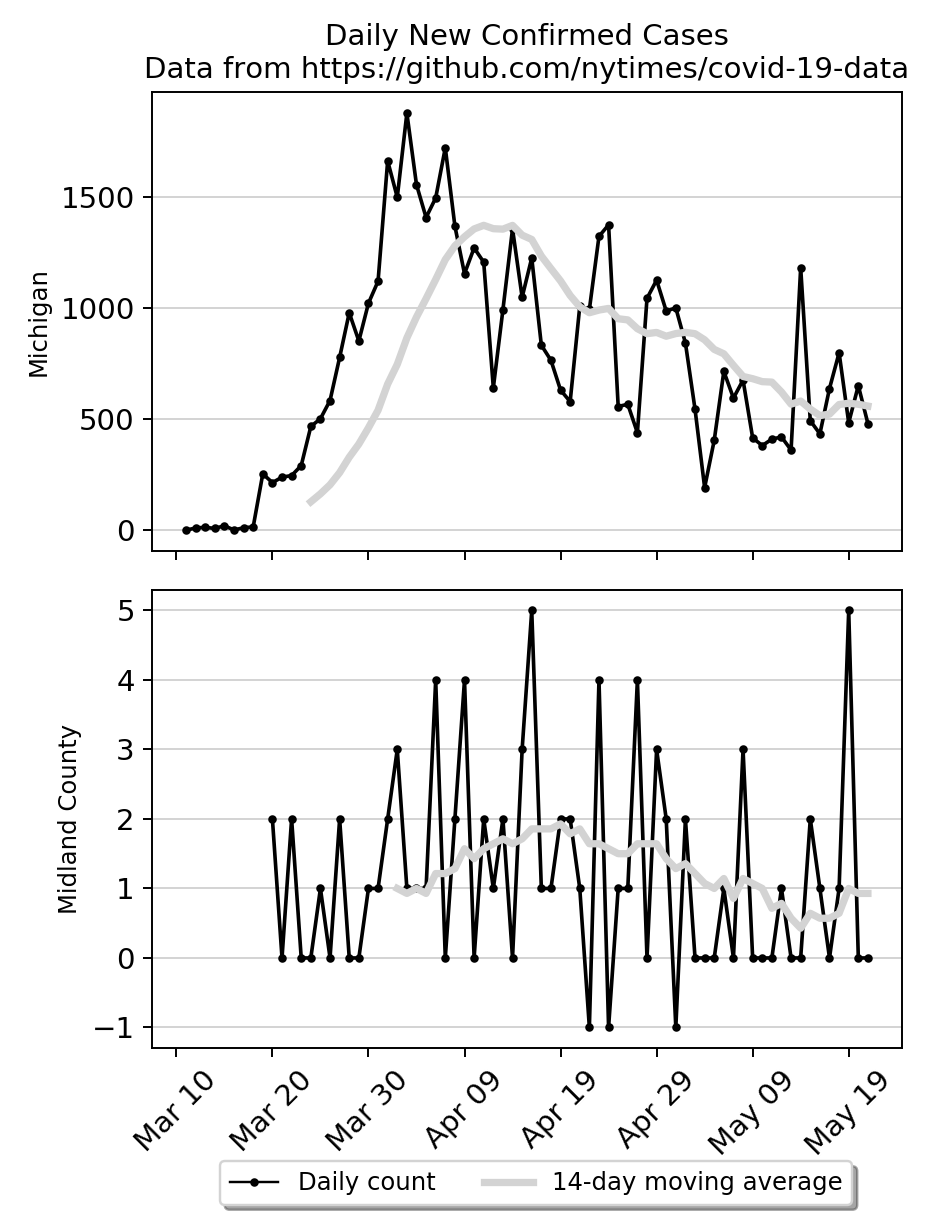 Daily New Confirmed Cases
Data from https://github.com/nytimes/covid-19-data
Michigan
1500
1000
500
0
Midland County
5
4
3
2
1
0
−1
Mar 10
Mar 20
Mar 30
Apr 09
Apr 19
Apr 29
May 09
May 19
Daily count
14-day moving average